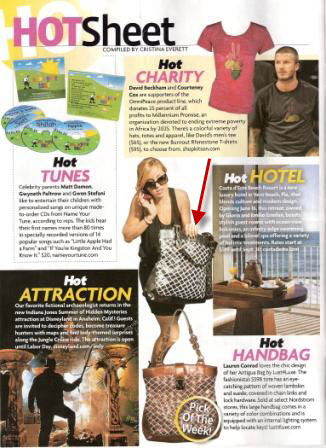 HOTSheet
COMPILED BY CRISTINA EVERETT
Hot
CHARITY
David Beckham and Courteney
Cox are supporters of the
OmniPeace product line, which
donates 25 percent of all
profits to Millennium Promise, an
organization devoted to ending extreme poverty
in Africa by 2025. There's a colorful variety of
hats, totes and apparel, like David's men's tee
($65), or the new Burnout Rhinestone T-shirts
($95), to choose from. shopkitson.com
Hot
TUNES
Celebrity parents Matt Damon,
Gwyneth Paltrow and Gwen Stefani
like to entertain their children with
personalized songs on unique made-
to-order CDs from Name Your
Tune, according to reps. The kids hear
their first names more than 80 times
in specially recorded versions of 14
popular songs such as "Little Apple Had
a Farm" and "If You're Kingston And You
Know It." $20, nameyourtune.com
Hot HOTEL
Costa d'Este Beach Resort is a new
luxury hotel in Vero Beach, Fla., that
blends culture and modern design.
Opening June 16, this retreat, owned
by Gloria and Emilio Estefan, boasts
stylish guest rooms with ocean-view
balconies, an infinity-edge swimming
pool and a spa offering a variety
of holistic treatments. Rates start at
costadeste.com
Hot
ATTRACTION
Our favorite fictional archaeologist returns in the
new Indiana Jones Summer of Hidden Mysteries
attraction at Disneyland in Anaheim, Calif.! Guests
are invited to decipher codes, become treasure
hunters with maps and find body-themed surprises
along the Jungle Cruise ride. The attraction is open
until Labor Day. disneyland.com/indy
Hot
HANDBAG
Lauren Conrad loves the chic design
of her Antigua Bag by LustHLuxe. The
fashionista's $398 tote has an eye-
catching pattern of woven lambskin
and suede, covered in chain links and
lock hardware. Sold at select Nordstrom
stores, this large handbag comes in a
variety of color combinations and is
equipped with an internal lighting system
to help locate keys! lustluxe.com
Pick
Of The
Week!